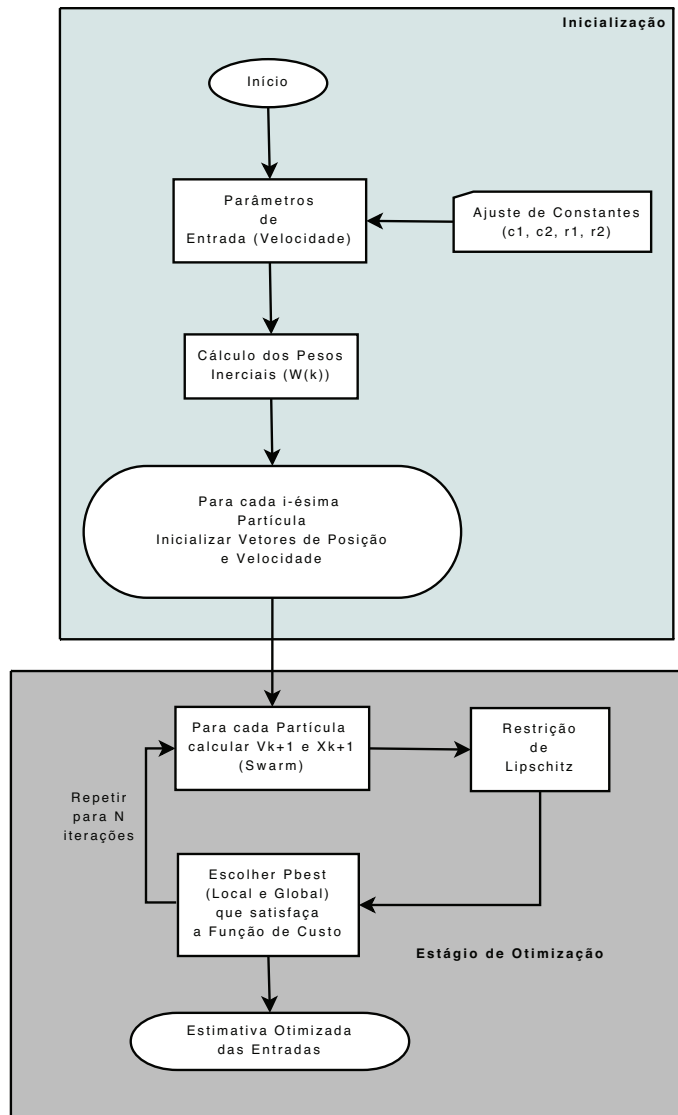 Inicialização
Início
Parâmetros
de
Entrada (Velocidade)
Ajuste de Constantes
(c1, c2, r1, r2)
Cálculo dos Pesos
Inerciais (W(k))
Para cada i-ésima
Partícula
Inicializar Vetores de Posição
e Velocidade
Para cada Partícula
calcular Vk+1 e Xk+1
(Swarm)
Restrição
de
Lipschitz
Repetir
para N
iterações
Escolher Pbest
(Local e Global)
que satisfaça
a Função de Custo
Estágio de Otimização
Estimativa Otimizada
das Entradas